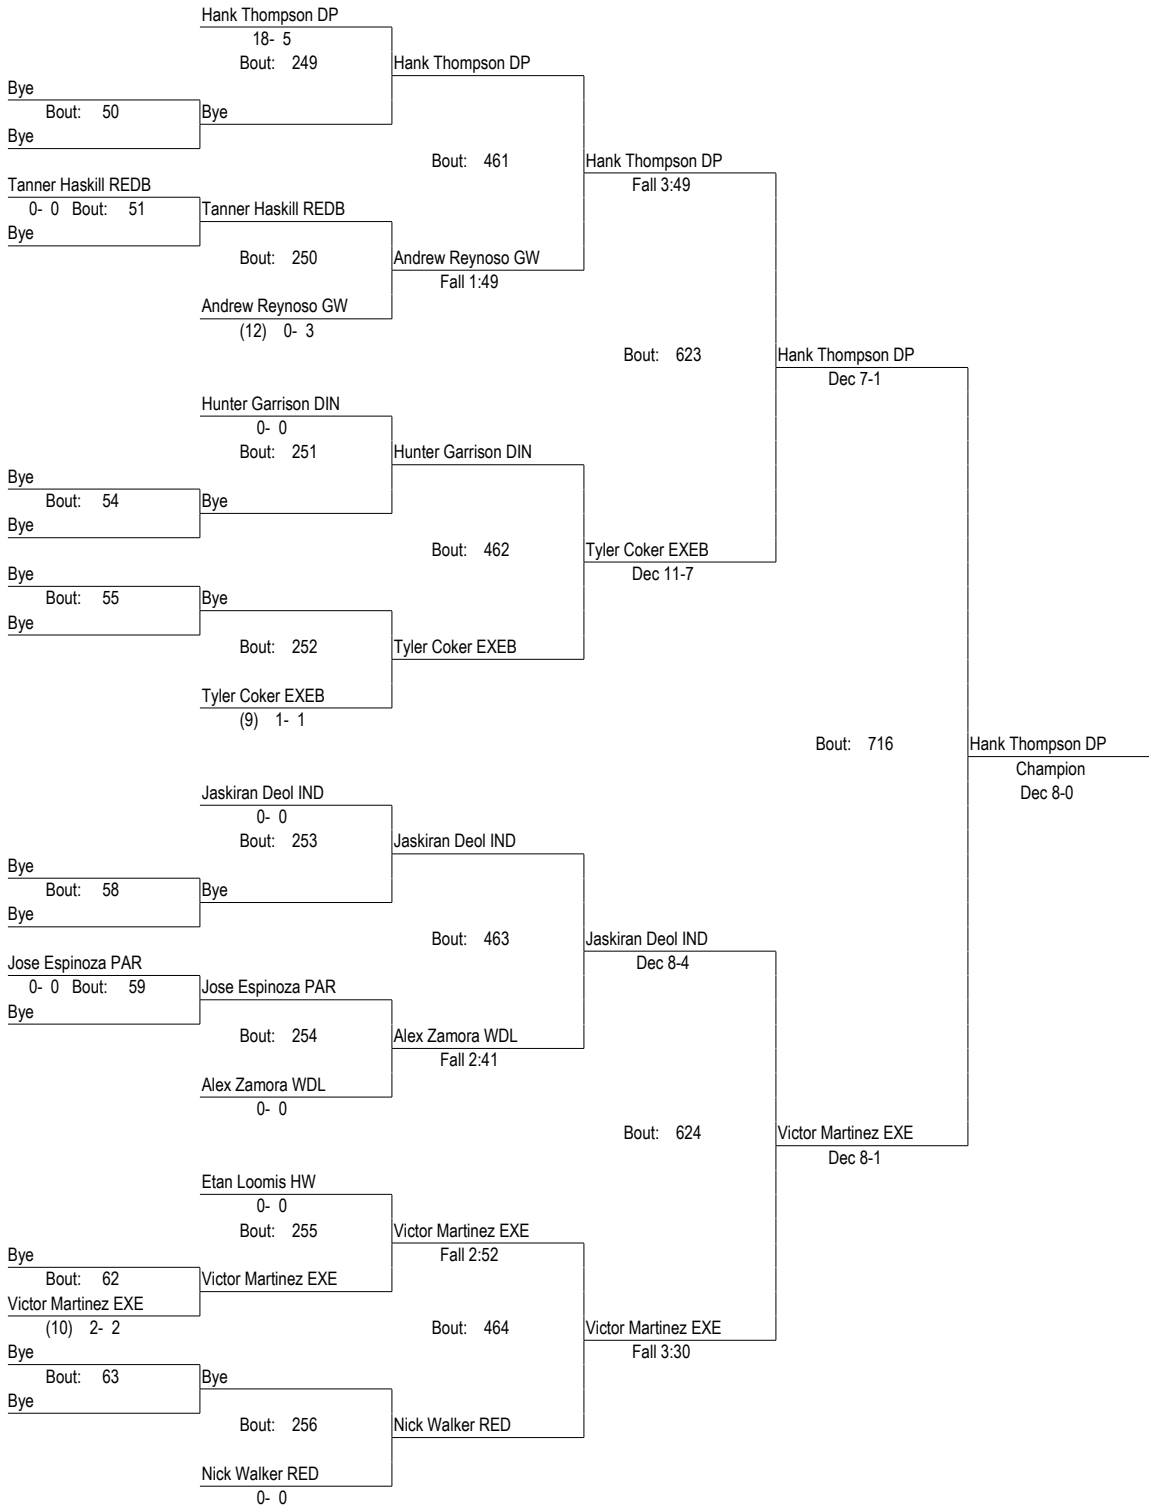 Hank Thompson DP
18- 5
Bout: 249
Hank Thompson DP
Bye
Bout: 50
Bye
Bye
Bout: 461
Hank Thompson DP
Fall 3:49
Tanner Haskill REDB
0- 0 Bout: 51
Tanner Haskill REDB
Bye
Bout: 250
Andrew Reynoso GW
Fall 1:49
Andrew Reynoso GW
(12) 0- 3
Bout: 623
Hank Thompson DP
Dec 7-1
Hunter Garrison DIN
0- 0
Bout: 251
Hunter Garrison DIN
Bye
Bout: 54
Bye
Bye
Bout: 462
Tyler Coker EXEB
Dec 11-7
Bye
Bout: 55
Bye
Bye
Bout: 252
Tyler Coker EXEB
Tyler Coker EXEB
(9) 1- 1
Bout: 716
Hank Thompson DP
Champion
Dec 8-0
Jaskiran Deol IND
0- 0
Bout: 253
Jaskiran Deol IND
Bye
Bout: 58
Bye
Bye
Bout: 463
Jaskiran Deol IND
Dec 8-4
Jose Espinoza PAR
0- 0 Bout: 59
Jose Espinoza PAR
Bye
Bout: 254
Alex Zamora WDL
Fall 2:41
Alex Zamora WDL
0- 0
Bout: 624
Victor Martinez EXE
Dec 8-1
Etan Loomis HW
0- 0
Bout: 255
Victor Martinez EXE
Fall 2:52
Bye
Bout: 62
Victor Martinez EXE
Victor Martinez EXE
(10) 2- 2
Bout: 464
Victor Martinez EXE
Fall 3:30
Bye
Bout: 63
Bye
Bye
Bout: 256
Nick Walker RED
Nick Walker RED
0- 0